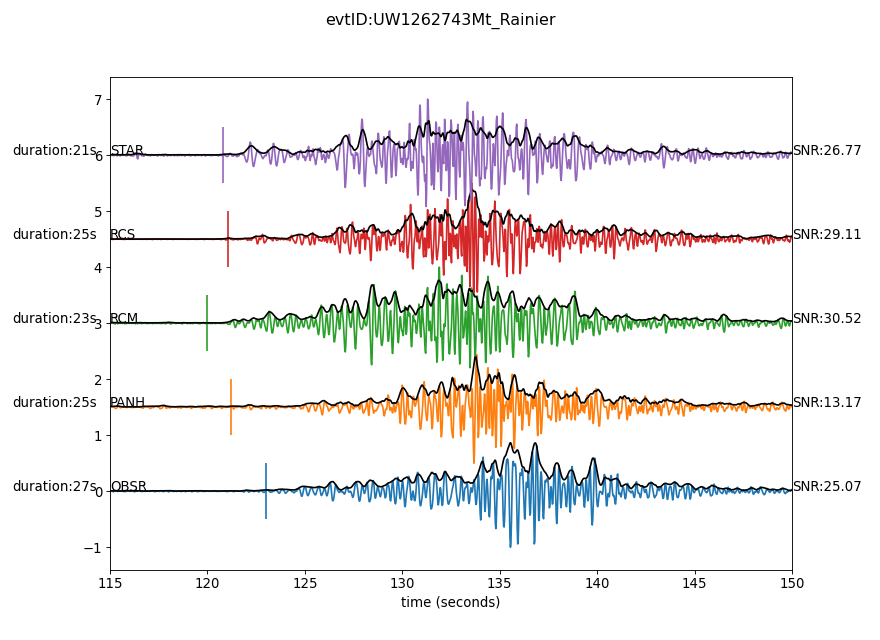 evtID:UW1262743Mt_Rainier
7
duration:21s
6
STAR
SNR:26.77
5
duration:25s
RCS
SNR:29.11
4
duration:23s
3
RCM
SNR:30.52
2
duration:25s
PANH
SNR:13.17
1
duration:27s
0
OBSR
SNR:25.07
−1
115 120 125 130 135 140 145 150
time (seconds)